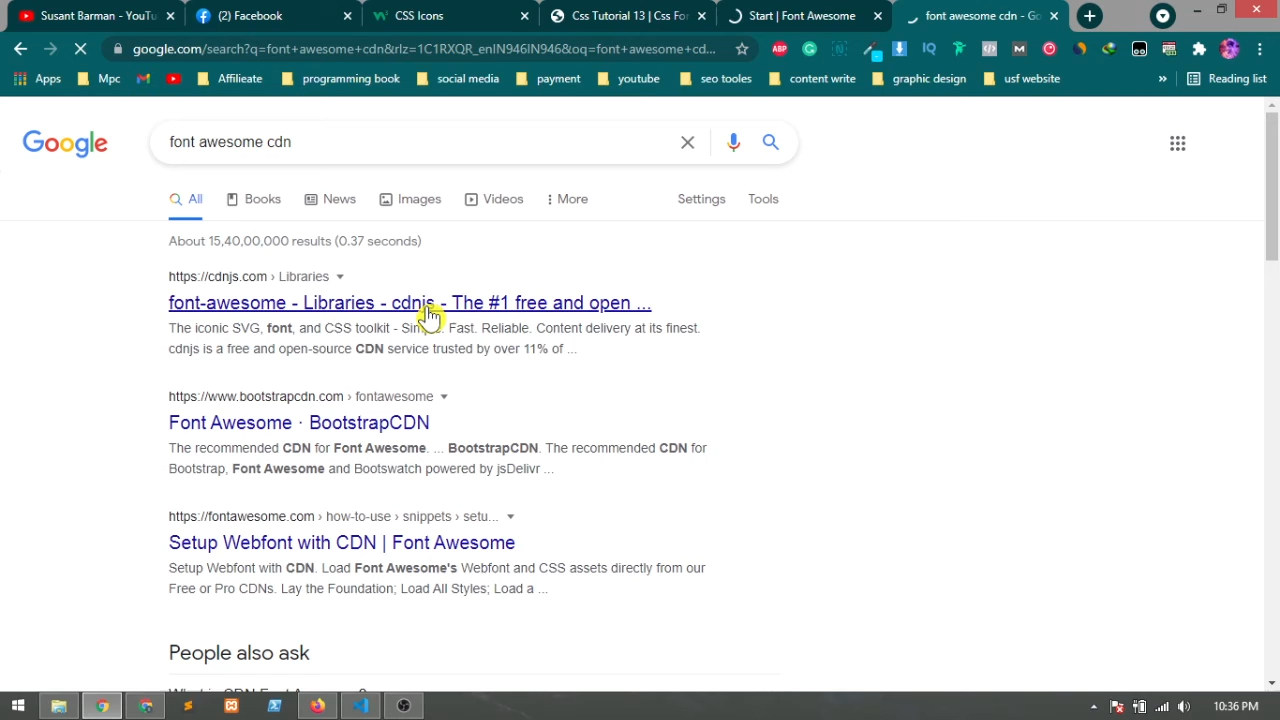 Susant Barman - YouTu
(2) Facebook
CSS Icons
Css Tutorial 13 | Css For
Start | Font Awesome
font awesome cdn - Go
google.com/search?q=font+awesome+cdn&rlz=1C1RXQR_enIN946IN946&oq=font+awesome+cd...
ABP
IQ
M
Apps
Mpc
Affilieate
programming book
social media
payment
youtube
seo tooles
content write
graphic design
usf website
»
Reading list
Google
font awesome cdn
All
Books
News
Images
Videos
More
Settings
Tools
About 15,40,00,000 results (0.37 seconds)
https://cdnjs.com › Libraries
font-awesome - Libraries - cdnjs - The #1 free and open ...
The iconic SVG, font, and CSS toolkit - Simple. Fast. Reliable. Content delivery at its finest.
cdnjs is a free and open-source CDN service trusted by over 11% of ...
https://www.bootstrapcdn.com › fontawesome
Font Awesome · BootstrapCDN
The recommended CDN for Font Awesome. ... BootstrapCDN. The recommended CDN for
Bootstrap, Font Awesome and Bootswatch powered by jsDelivr ...
https://fontawesome.com › how-to-use › snippets › setu...
Setup Webfont with CDN | Font Awesome
Setup Webfont with CDN. Load Font Awesome's Webfont and CSS assets directly from our
Free or Pro CDNs. Lay the Foundation; Load All Styles; Load a ...
People also ask
10:36 PM